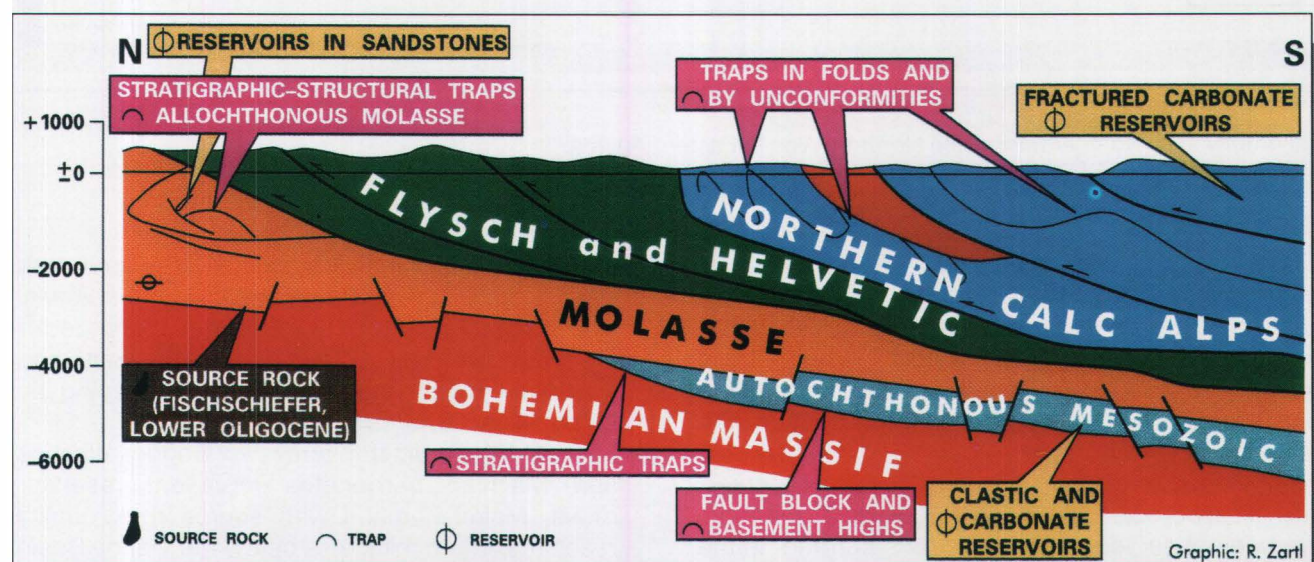 N
S
RESERVOIRS IN SANDSTONES
STRATIGRAPHIC–STRUCTURAL TRAPS
ALLOCHTHONOUS MOLASSE
TRAPS IN FOLDS AND
BY UNCONFORMITIES
FRACTURED CARBONATE
RESERVOIRS
+1000
±0
–2000
–4000
–6000
FLYSCH and HELVETIC
NORTHERN CALC ALPS
MOLASSE
AUTOCHTHONOUS MESOZOIC
BOHEMIAN MASSIF
SOURCE ROCK
(FISCHSCHIEFER,
LOWER OLIGOCENE)
STRATIGRAPHIC TRAPS
FAULT BLOCK AND
BASEMENT HIGHS
CLASTIC AND
CARBONATE
RESERVOIRS
SOURCE ROCK
TRAP
RESERVOIR
Graphic: R. Zartl